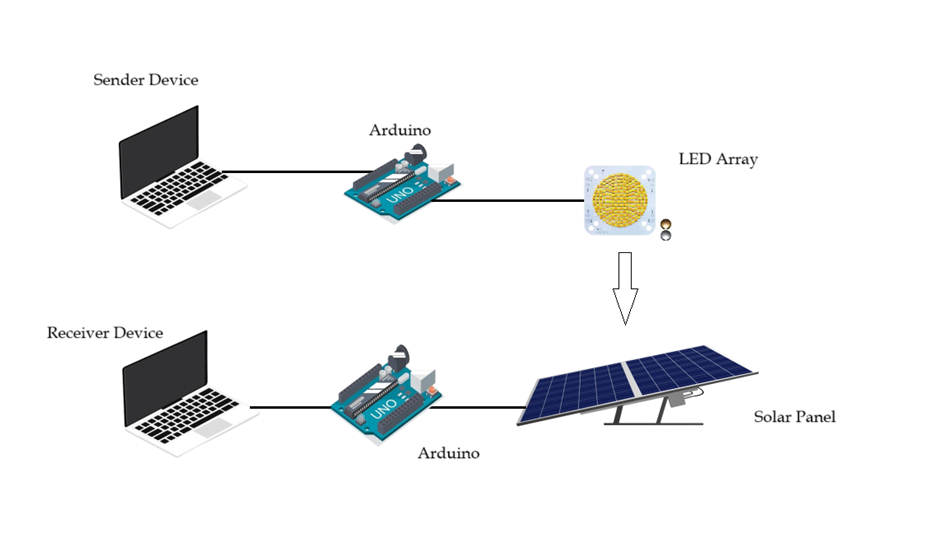 Sender Device
Arduino
LED Array
UNO
Receiver Device
UNO
Solar Panel
Arduino